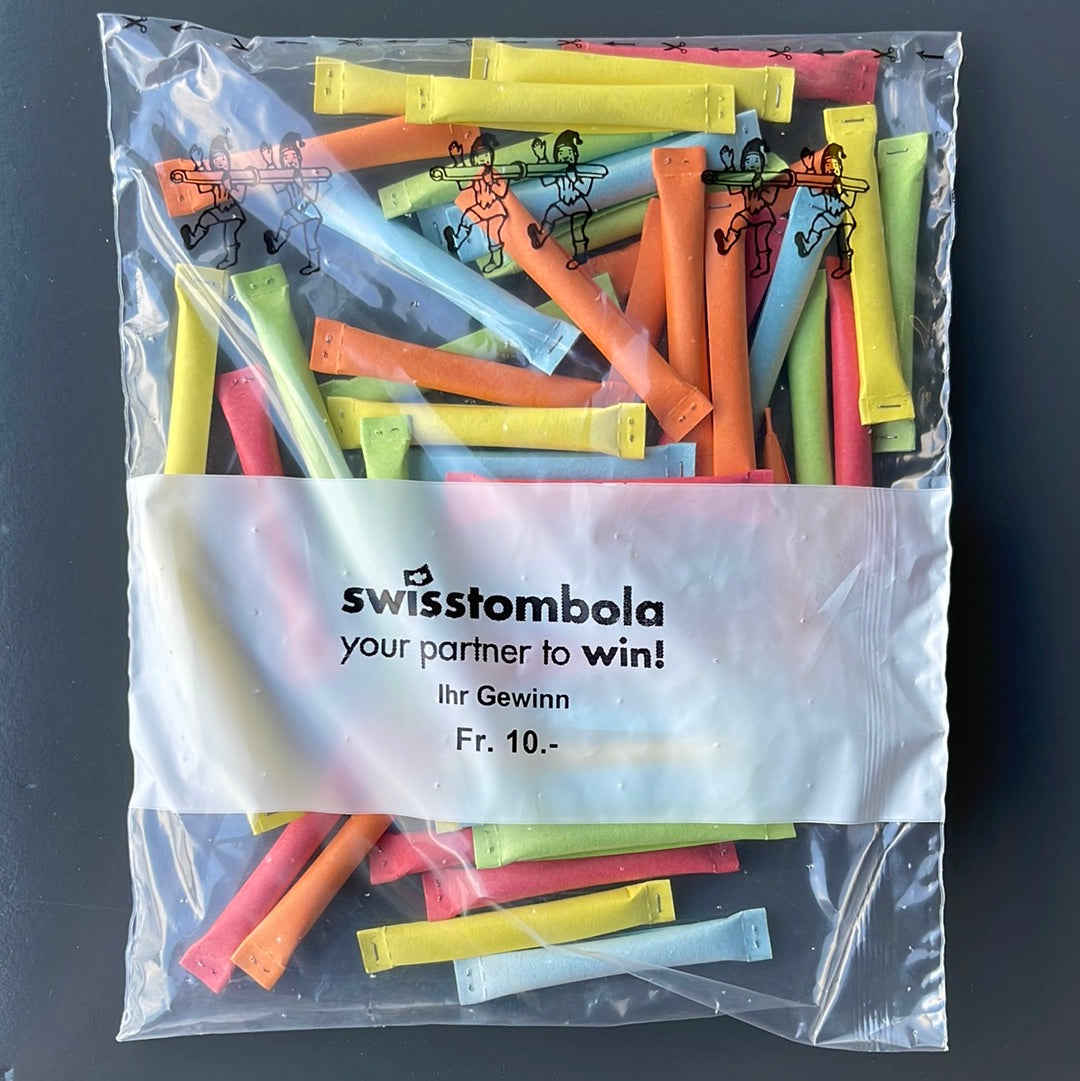 swisstombola
your partner to win!
Ihr Gewinn
Fr. 10.-